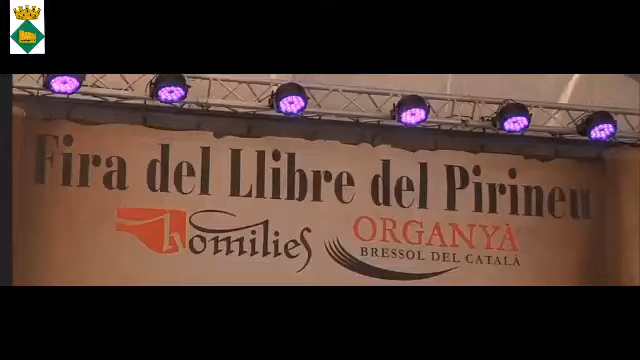 Fira del Llibre del Pirineu
homilies
ORGANYÀ
BRESSOL DEL CATALÀ